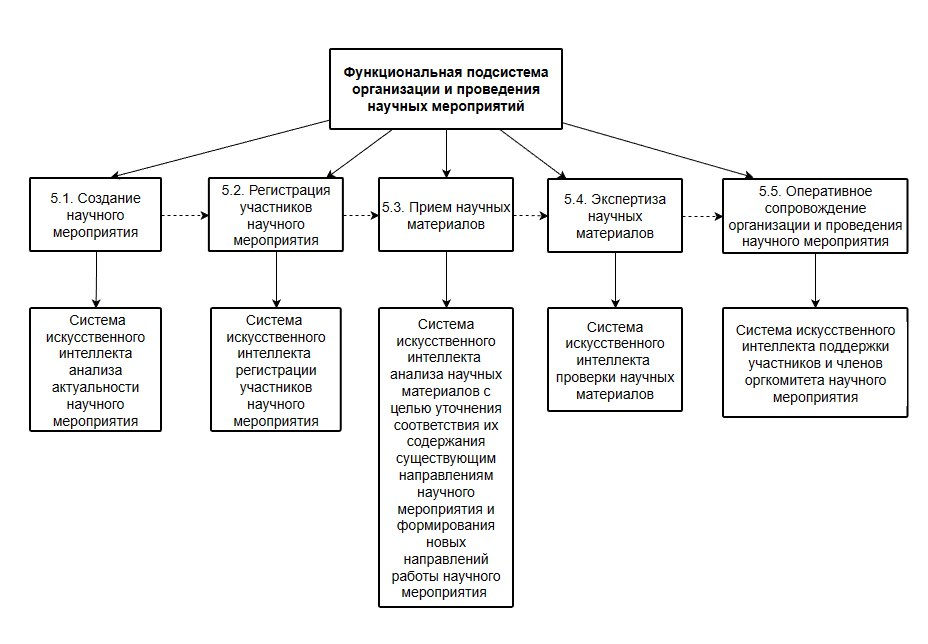 Функциональная подсистема
организации и проведения
научных мероприятий
5.1. Создание
научного
мероприятия
5.2. Регистрация
участников
научного
мероприятия
5.3. Прием научных
материалов
5.4. Экспертиза
научных
материалов
5.5. Оперативное
сопровождение
организации и проведения
научного мероприятия
Система
искусственного
интеллекта
анализа
актуальности
научного
мероприятия
Система
искусственного
интеллекта
регистрации
участников
научного
мероприятия
Система
искусственного
интеллекта
анализа научных
материалов с
целью уточнения
соответствия их
содержания
существующим
направлениям
научного
мероприятия и
формирования
новых
направлений
работы научного
мероприятия
Система
искусственного
интеллекта
проверки научных
материалов
Система искусственного
интеллекта поддержки
участников и членов
оргкомитета научного
мероприятия